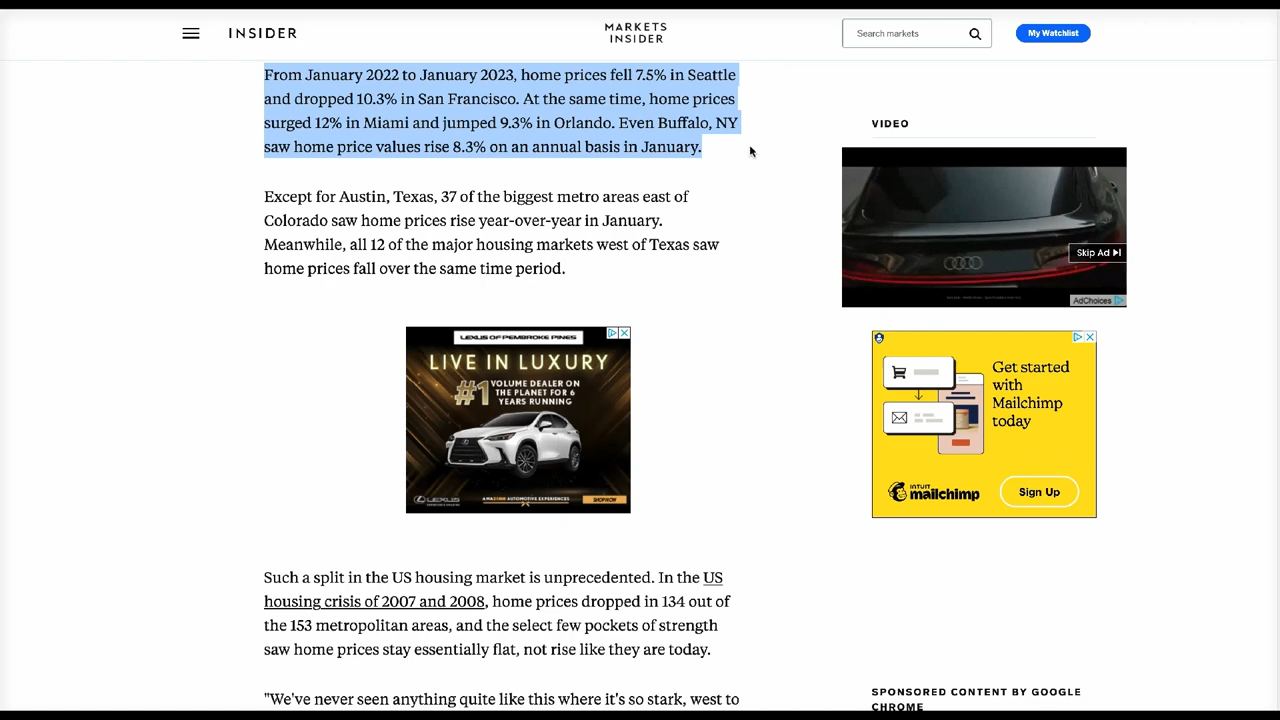 INSIDER
MARKETS
INSIDER
Search markets
My Watchlist
From January 2022 to January 2023, home prices fell 7.5% in Seattle
and dropped 10.3% in San Francisco. At the same time, home prices
surged 12% in Miami and jumped 9.3% in Orlando. Even Buffalo, NY
saw home price values rise 8.3% on an annual basis in January.
Except for Austin, Texas, 37 of the biggest metro areas east of
Colorado saw home prices rise year-over-year in January.
Meanwhile, all 12 of the major housing markets west of Texas saw
home prices fall over the same time period.
LEXUS OF PEMBROKE PINES
LIVE IN LUXURY
#1 VOLUME DEALER ON
THE PLANET FOR 6
YEARS RUNNING
LEXUS
AMAZING AUTOMOTIVE EXPERIENCES
SHOP NOW
Such a split in the US housing market is unprecedented. In the US
housing crisis of 2007 and 2008, home prices dropped in 134 out of
the 153 metropolitan areas, and the select few pockets of strength
saw home prices stay essentially flat, not rise like they are today.
"We've never seen anything quite like this where it's so stark, west to
VIDEO
Skip Ad
AdChoices
Get started
with
Mailchimp
today
INTUIT
mailchimp
Sign Up
SPONSORED CONTENT BY GOOGLE
CHROME